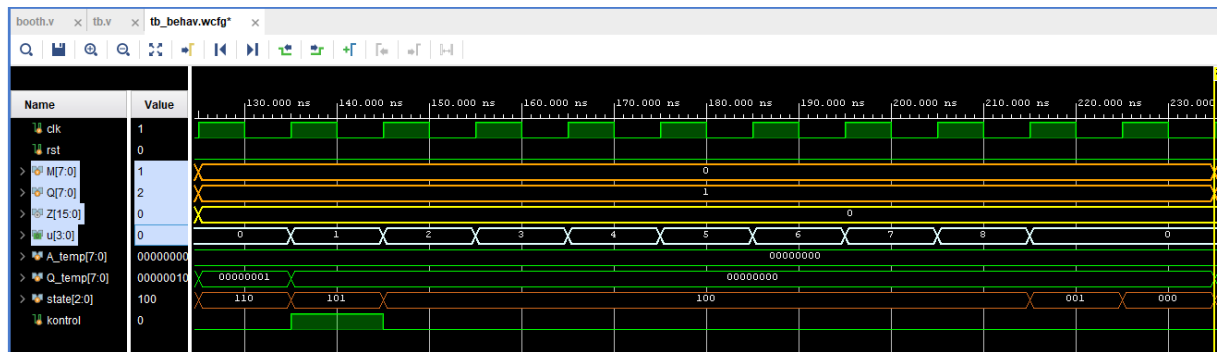 booth.v × tb.v × tb_behav.wcfg* ×
Name Value
130.000 ns 140.000 ns 150.000 ns 160.000 ns 170.000 ns 180.000 ns 190.000 ns 200.000 ns 210.000 ns 220.000 ns 230.000
clk 1
rst 0
M[7:0] 1 0
Q[7:0] 2 1
Z[15:0] 0 0
u[3:0] 0 0 1 2 3 4 5 6 7 8 0
A_temp[7:0] 00000000 00000000
Q_temp[7:0] 00000010 00000001 00000000
state[2:0] 100 110 101 100 001 000
kontrol 0